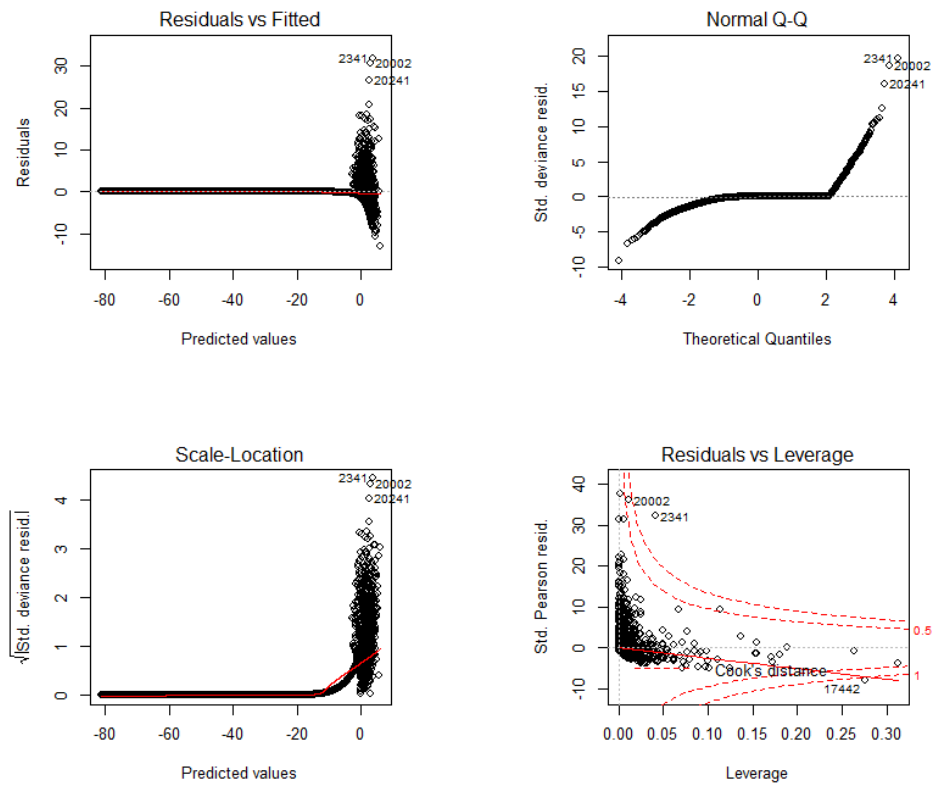 Residuals vs Fitted
Residuals
30
20
10
0
-10
2341
20002
20241
-80 -60 -40 -20 0
Predicted values
Normal Q-Q
Std. deviance resid.
20
15
10
5
0
-5
-10
2341
20002
20241
-4 -2 0 2 4
Theoretical Quantiles
Scale-Location
√|Std. deviance resid.|
4
3
2
1
0
2341
20002
20241
-80 -60 -40 -20 0
Predicted values
Residuals vs Leverage
Std. Pearson resid.
40
30
20
10
0
-10
20002
2341
0.5
1
Cook's distance
17442
0.00 0.05 0.10 0.15 0.20 0.25 0.30
Leverage